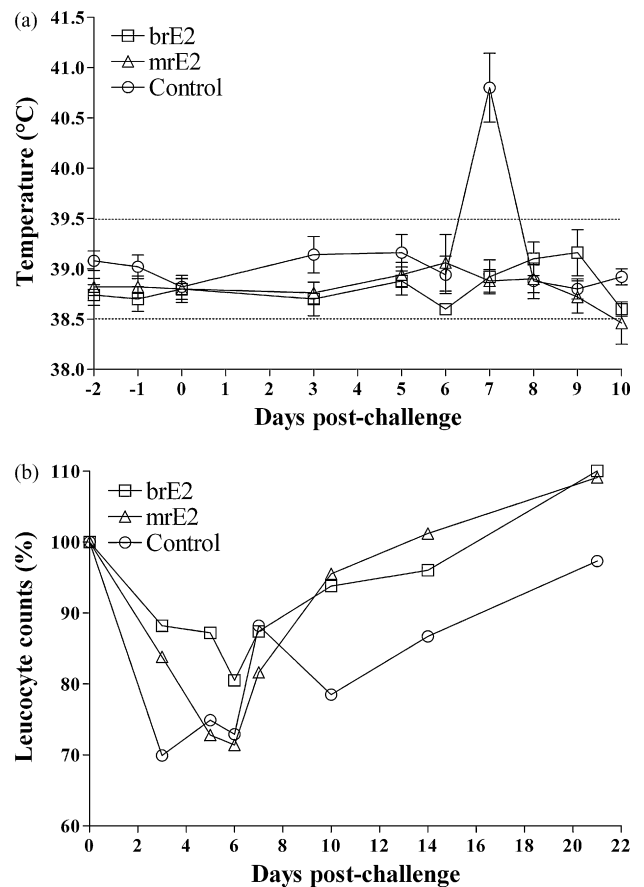 (a)
41.5
41.0
40.5
40.0
39.5
39.0
38.5
38.0
Temperature (°C)
brE2
mrE2
Control
-2 -1 0 1 2 3 4 5 6 7 8 9 10
Days post-challenge
(b)
110
100
90
80
70
60
Leucocyte counts (%)
brE2
mrE2
Control
0 2 4 6 8 10 12 14 16 18 20 22
Days post-challenge